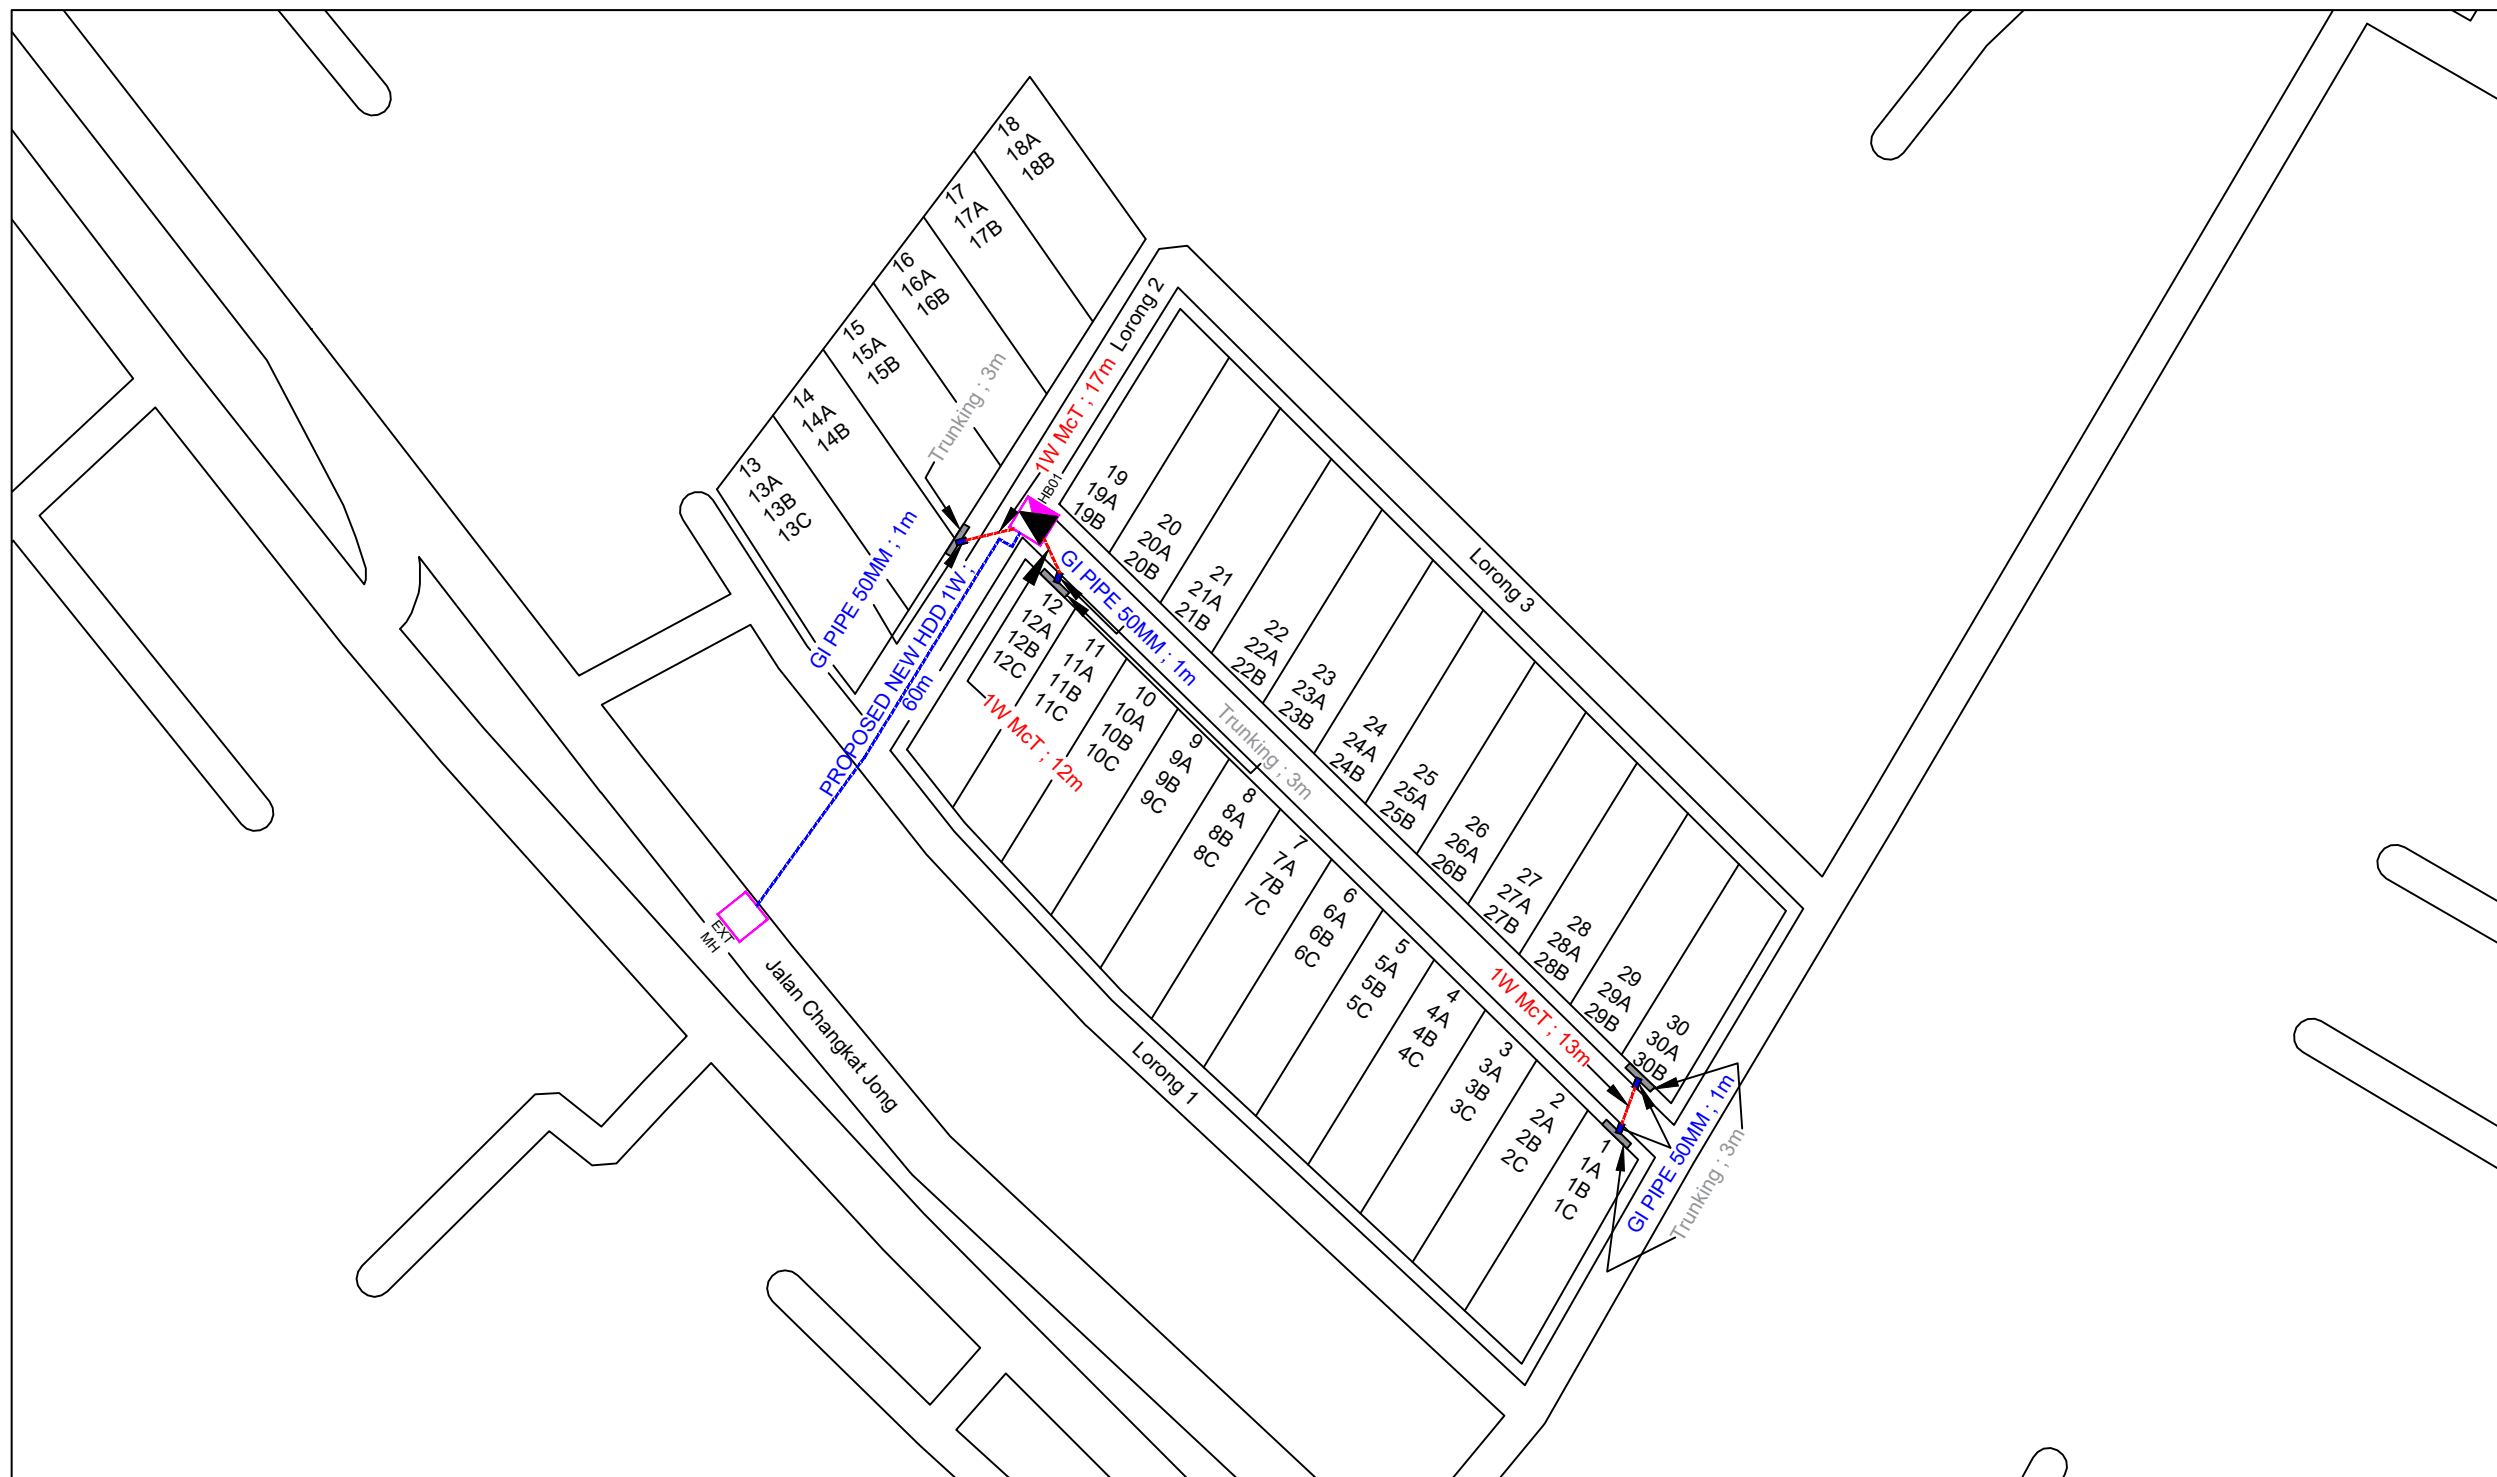 18
18A
18B
17
17A
17B
16
16A
16B
15
15A
15B
14
14A
14B
13
13A
13B
13C
Trunking ; 3m
GI PIPE 50MM ; 1m
1W McT ; 17m
Lorong 2
HB01
PROPOSED NEW HDD 1W ;
60m
GI PIPE 50MM ; 1m
Trunking ; 3m
1W McT ; 12m
Lorong 3
19
19A
19B
20
20A
20B
21
21A
21B
22
22A
22B
23
23A
23B
24
24A
24B
25
25A
25B
26
26A
26B
27
27A
27B
28
28A
28B
29
29A
29B
30
30A
30B
12
12A
12B
12C
11
11A
11B
11C
10
10A
10B
10C
9
9A
9B
9C
8
8A
8B
8C
7
7A
7B
7C
6
6A
6B
6C
5
5A
5B
5C
4
4A
4B
4C
3
3A
3B
3C
2
2A
2B
2C
1
1A
1B
1C
1W McT ; 13m
GI PIPE 50MM ; 1m
Trunking ; 3m
EXT
MH
Jalan Changkat Jong
Lorong 1